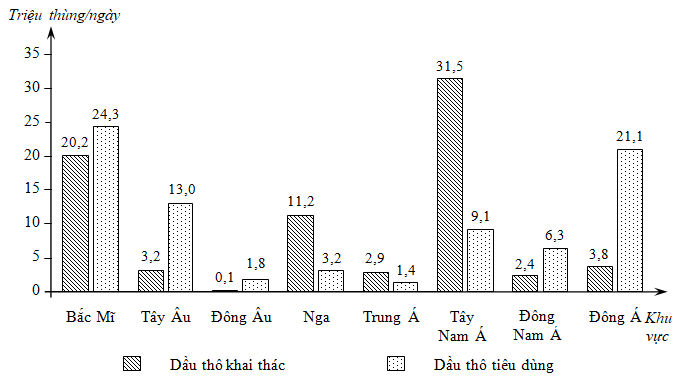 Triệu thùng/ngày
35
30
25
20
15
10
5
0
20,2
24,3
3,2
13,0
0,1
1,8
11,2
3,2
2,9
1,4
31,5
9,1
2,4
6,3
3,8
21,1
Bắc Mĩ
Tây Âu
Đông Âu
Nga
Trung Á
Tây
Nam Á
Đông
Nam Á
Đông Á
Khu
vực
Dầu thô khai thác
Dầu thô tiêu dùng